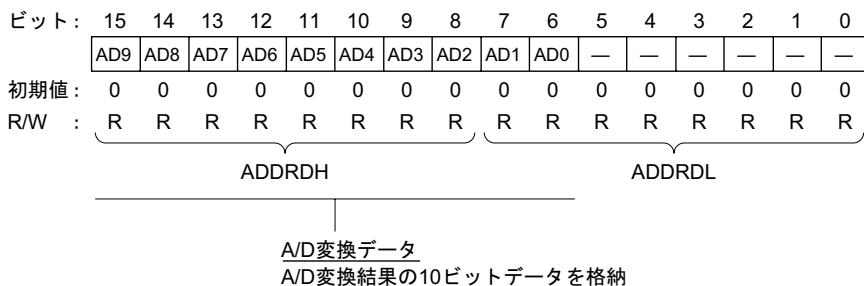 ビット: 15 14 13 12 11 10 9 8 7 6 5 4 3 2 1 0
AD9 AD8 AD7 AD6 AD5 AD4 AD3 AD2 AD1 AD0 — — — — — —
初期値: 0 0 0 0 0 0 0 0 0 0 0 0 0 0 0 0
R/W : R R R R R R R R R R R R R R R R
ADDRDH ADDRDL
A/D変換データ
A/D変換結果の10ビットデータを格納